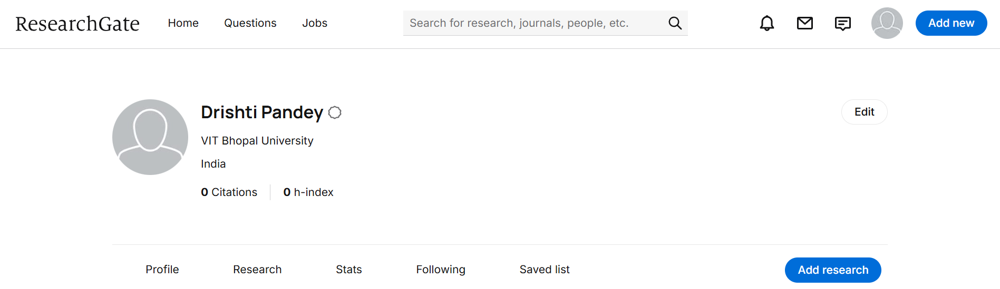 ResearchGate Home Questions Jobs Search for research, journals, people, etc. Add new
Drishti Pandey Edit
VIT Bhopal University
India
0 Citations 0 h-index
Profile Research Stats Following Saved list Add research